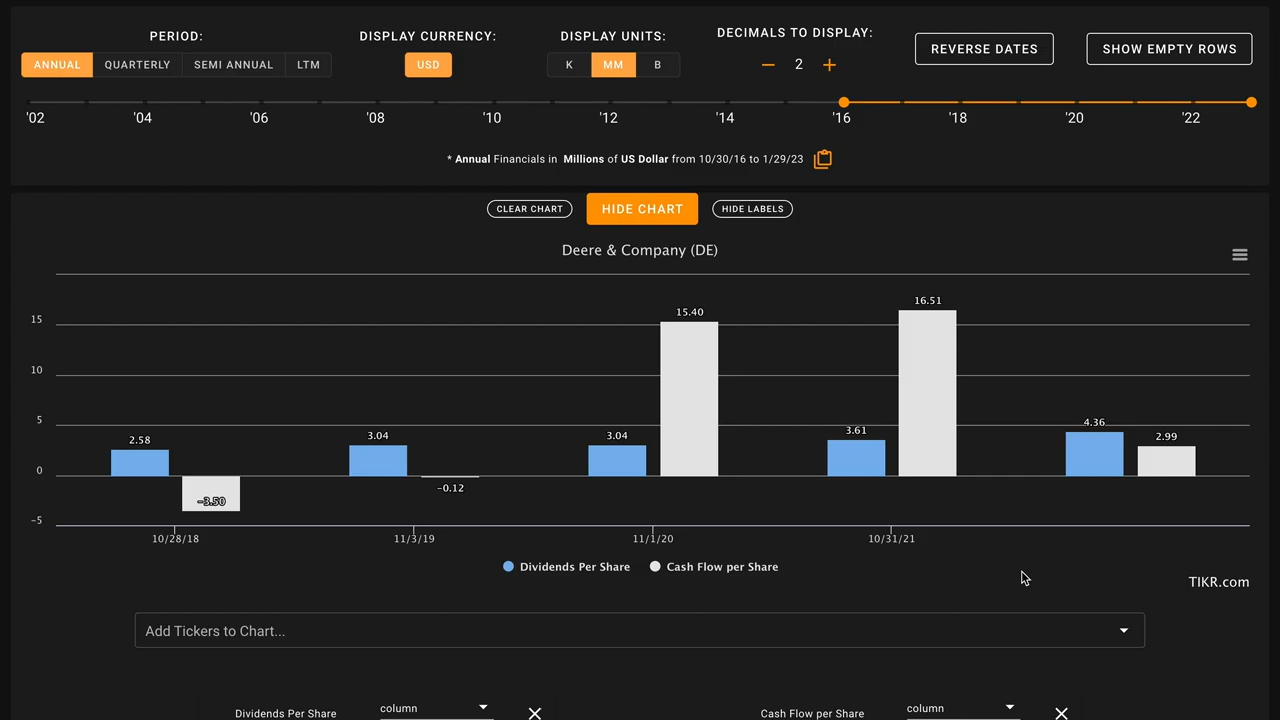 PERIOD: DISPLAY CURRENCY: DISPLAY UNITS: DECIMALS TO DISPLAY:
ANNUAL QUARTERLY SEMI ANNUAL LTM USD K MM B − 2 + REVERSE DATES SHOW EMPTY ROWS
'02 '04 '06 '08 '10 '12 '14 '16 '18 '20 '22
* Annual Financials in Millions of US Dollar from 10/30/16 to 1/29/23
CLEAR CHART HIDE CHART HIDE LABELS
Deere & Company (DE)
16.51
15.40
15
10
5
4.36
3.61
3.04
3.04
2.99
2.58
0
−0.12
−3.50
−5
10/28/18 11/3/19 11/1/20 10/31/21
Dividends Per Share Cash Flow per Share
TIKR.com
Add Tickers to Chart...
Dividends Per Share column Cash Flow per Share column